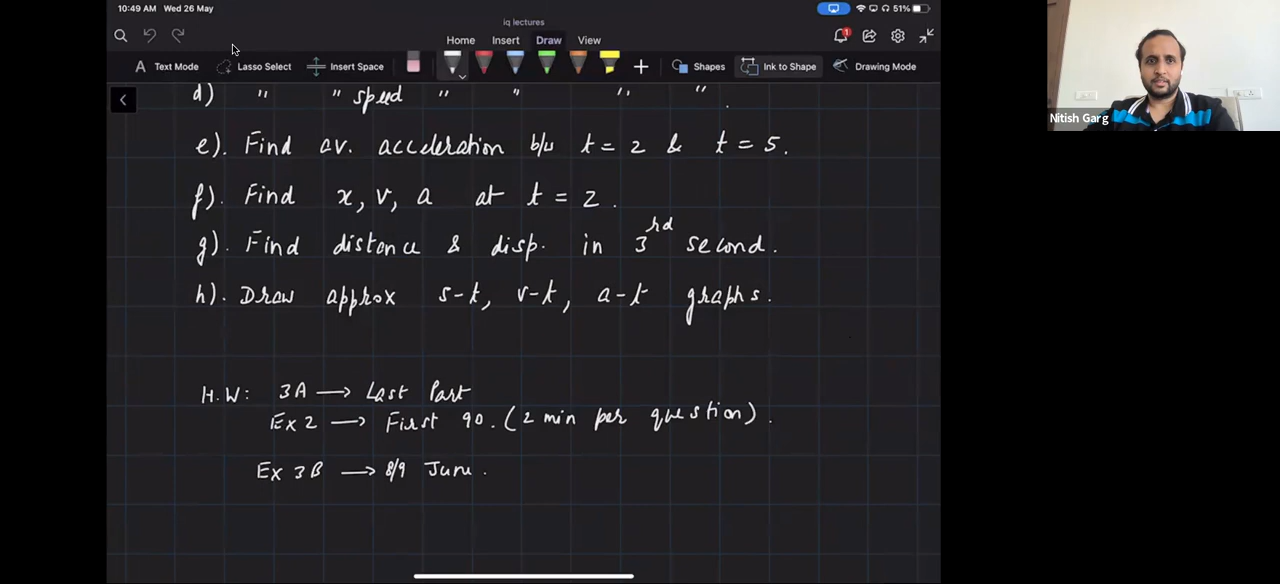 10:49 AM Wed 26 May
51%
iq lectures
Home Insert Draw View
1
Text Mode Lasso Select Insert Space Shapes Ink to Shape Drawing Mode
Nitish Garg
d) " " speed " " " " .
e). Find av. acceleration b/w t = 2 & t = 5.
f). Find x, v, a at t = 2.
g). Find distance & disp. in 3rd second.
h). Draw approx s-t, v-t, a-t graphs.
H.W: 3A → Last Part
Ex 2 → First 90. (2 min per question).
Ex 3B → 8/9 June.